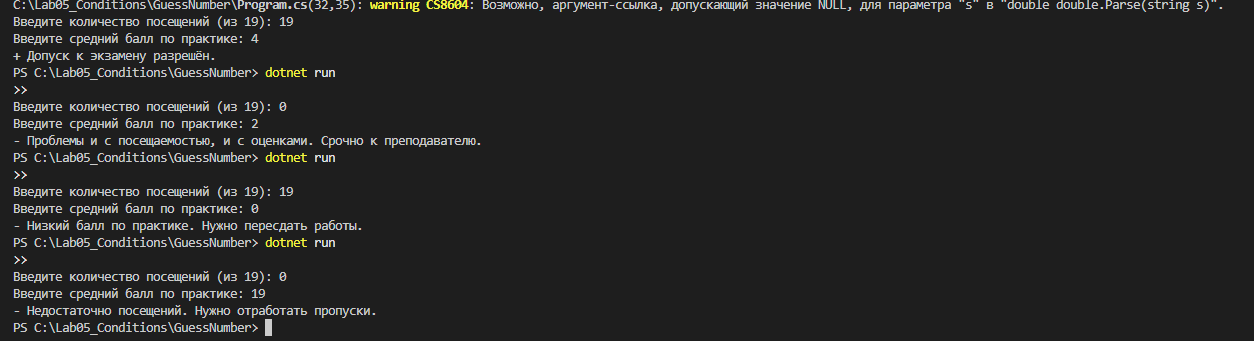 C:\Lab05_Conditions\GuessNumber\Program.cs(32,35): warning CS8604: Возможно, аргумент-ссылка, допускающий значение NULL, для параметра "s" в "double double.Parse(string s)".
Введите количество посещений (из 19): 19
Введите средний балл по практике: 4
+ Допуск к экзамену разрешён.
PS C:\Lab05_Conditions\GuessNumber> dotnet run
>>
Введите количество посещений (из 19): 0
Введите средний балл по практике: 2
- Проблемы и с посещаемостью, и с оценками. Срочно к преподавателю.
PS C:\Lab05_Conditions\GuessNumber> dotnet run
>>
Введите количество посещений (из 19): 19
Введите средний балл по практике: 0
- Низкий балл по практике. Нужно пересдать работы.
PS C:\Lab05_Conditions\GuessNumber> dotnet run
>>
Введите количество посещений (из 19): 0
Введите средний балл по практике: 19
- Недостаточно посещений. Нужно отработать пропуски.
PS C:\Lab05_Conditions\GuessNumber>